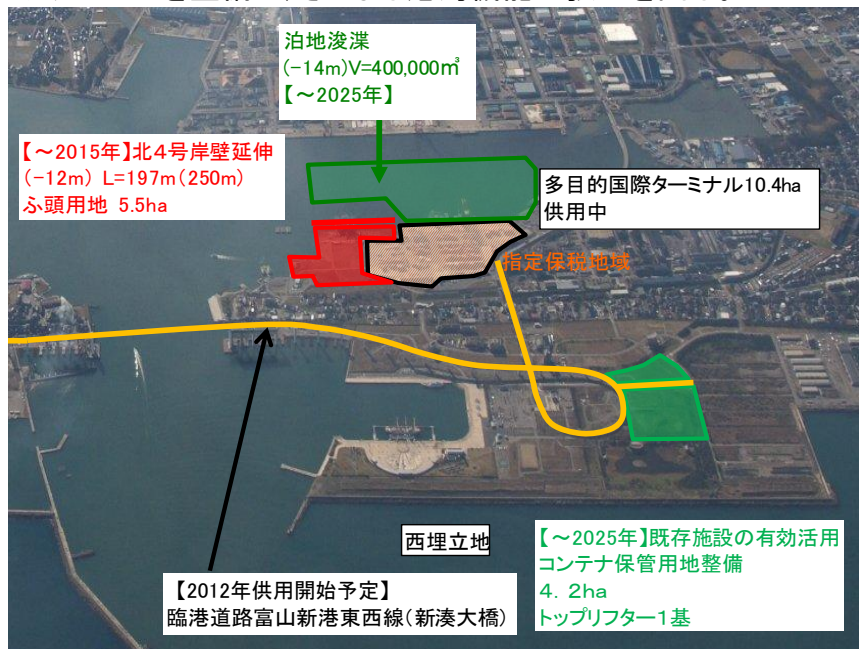 泊地浚渫
(-14m)V=400,000㎥
【～2025年】
【～2015年】北4号岸壁延伸
(-12m) L=197m(250m)
ふ頭用地 5.5ha
多目的国際ターミナル10.4ha
供用中
指定保税地域
西埋立地
【2012年供用開始予定】
臨港道路富山新港東西線(新湊大橋)
【～2025年】既存施設の有効活用
コンテナ保管用地整備
４．２ha
トップリフター１基